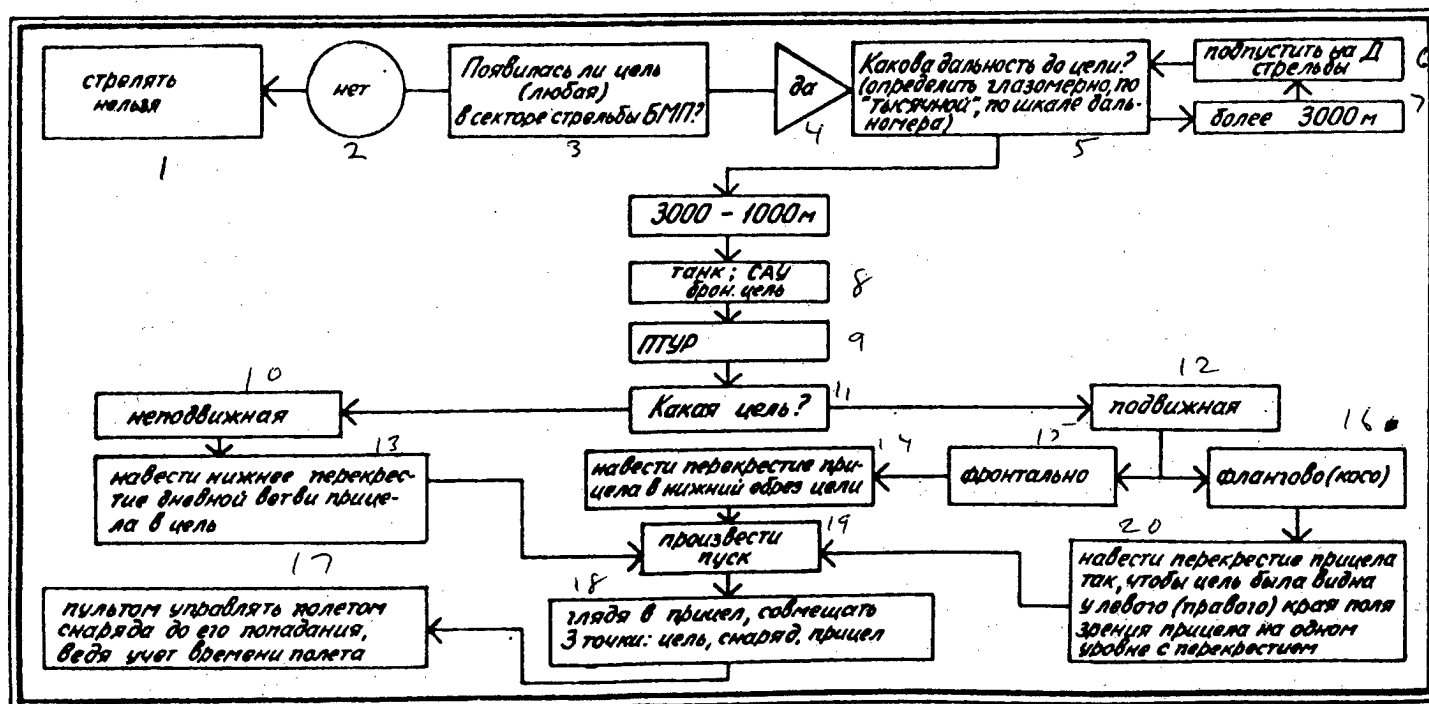 стрелять
нельзя
1
нет
2
Появилась ли цель
(любая)
в секторе стрельбы БМП?
3
да
4
Какова дальность до цели?
(определить глазомерно, по
"тысячной", по шкале даль-
номера)
5
подпустить на Д
стрельбы
6
более 3000 м
7
3000 - 1000 м
танк; САУ
брон. цель
8
ПТУР
9
Какая цель?
11
10
неподвижная
12
подвижная
13
навести нижнее перекрес-
тие дневной ветви прице-
ла в цель
14
навести перекрестие при-
цела в нижний обрез цели
15
фронтально
16
флангово (косо)
19
произвести
пуск
20
навести перекрестие прицела
так, чтобы цель была видна
у левого (правого) края поля
зрения прицела на одном
уровне с перекрестием
18
глядя в прицел, совмещать
3 точки: цель, снаряд, прицел
17
пультом управлять полетом
снаряда до его попадания,
ведя учет времени полета